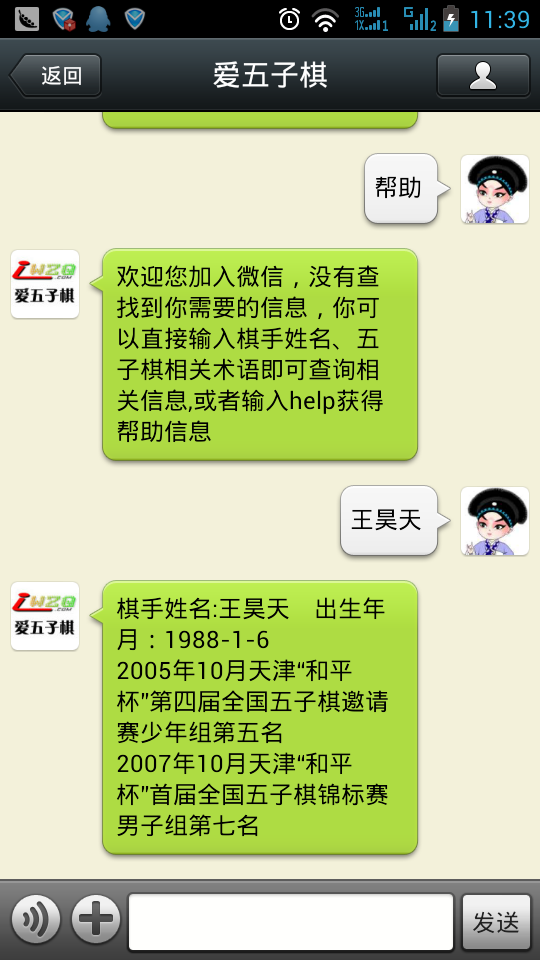 3G
1X
1
G
2
11:39
返回
爱五子棋
帮助
iWZQ
.COM
爱五子棋
欢迎您加入微信，没有查
找到你需要的信息，你可
以直接输入棋手姓名、五
子棋相关术语即可查询相
关信息,或者输入help获得
帮助信息
王昊天
iWZQ
.COM
爱五子棋
棋手姓名:王昊天　出生年
月：1988-1-6
2005年10月天津“和平
杯”第四届全国五子棋邀请
赛少年组第五名
2007年10月天津“和平
杯”首届全国五子棋锦标赛
男子组第七名
发送